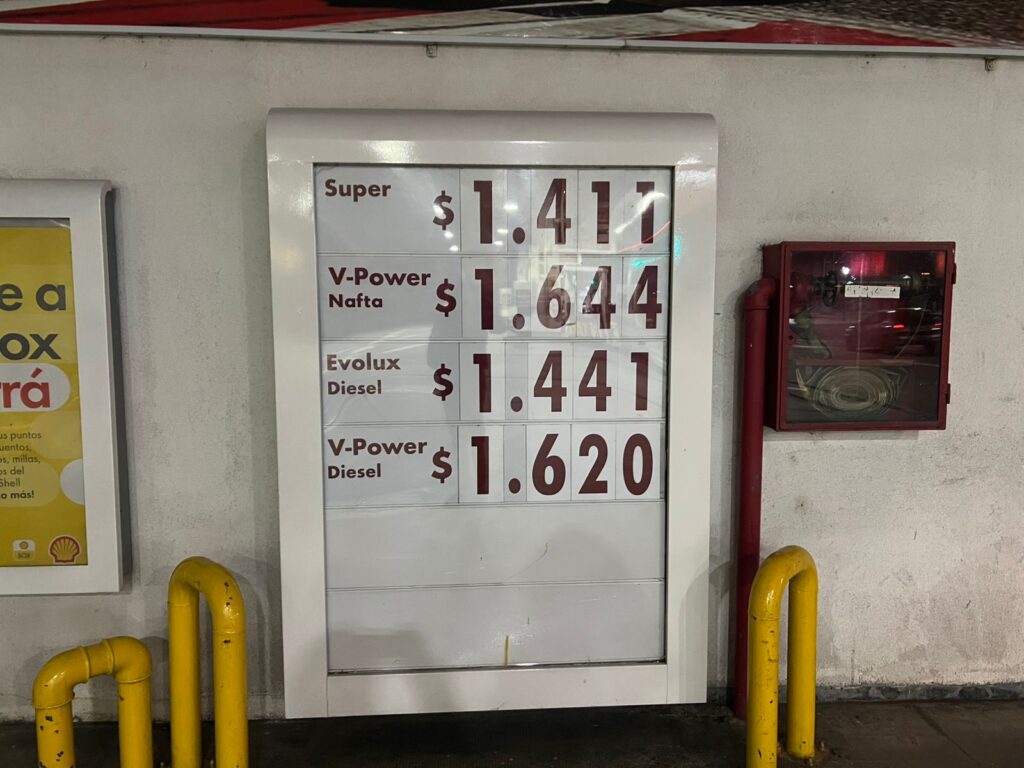 e a
ox
rá
us puntos
uentos,
s, millas,
os del
Shell
o más!
Super $ 1.411
V-Power
Nafta $ 1.644
Evolux
Diesel $ 1.441
V-Power
Diesel $ 1.620